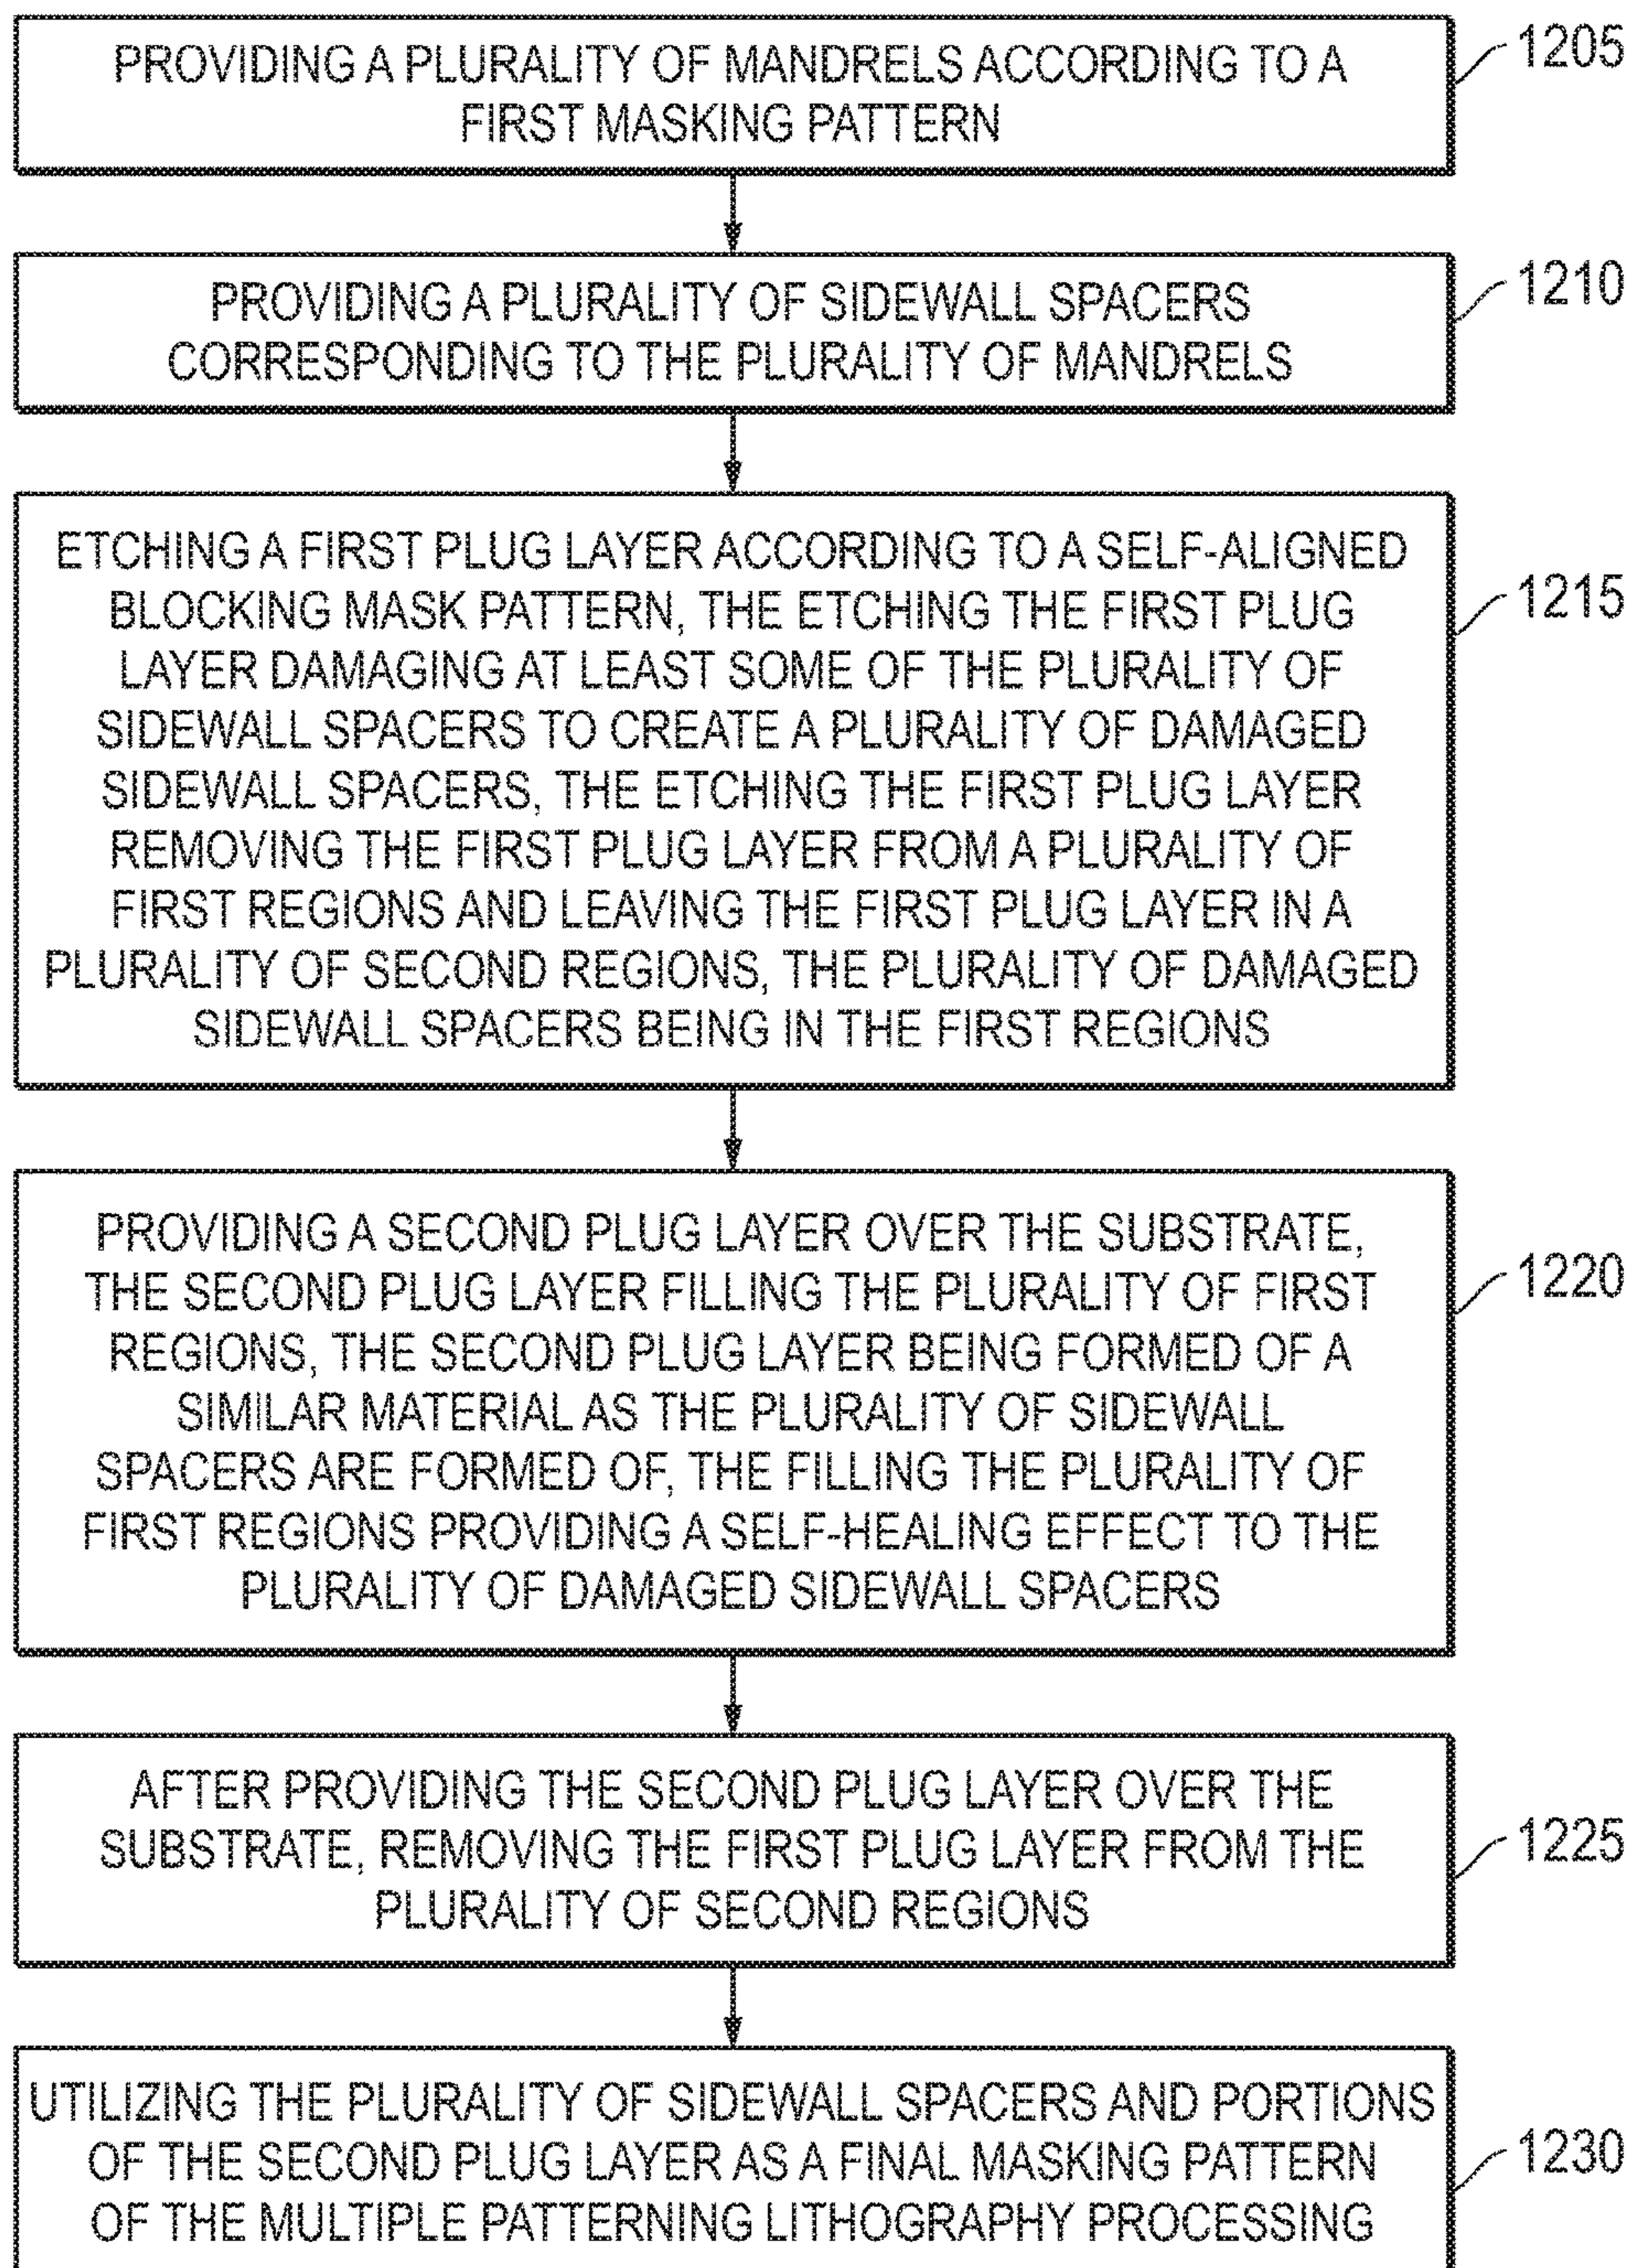 PROVIDING A PLURALITY OF MANDRELS ACCORDING TO A
FIRST MASKING PATTERN
1205
PROVIDING A PLURALITY OF SIDEWALL SPACERS
CORRESPONDING TO THE PLURALITY OF MANDRELS
1210
ETCHING A FIRST PLUG LAYER ACCORDING TO A SELF-ALIGNED
BLOCKING MASK PATTERN, THE ETCHING THE FIRST PLUG
LAYER DAMAGING AT LEAST SOME OF THE PLURALITY OF
SIDEWALL SPACERS TO CREATE A PLURALITY OF DAMAGED
SIDEWALL SPACERS, THE ETCHING THE FIRST PLUG LAYER
REMOVING THE FIRST PLUG LAYER FROM A PLURALITY OF
FIRST REGIONS AND LEAVING THE FIRST PLUG LAYER IN A
PLURALITY OF SECOND REGIONS, THE PLURALITY OF DAMAGED
SIDEWALL SPACERS BEING IN THE FIRST REGIONS
1215
PROVIDING A SECOND PLUG LAYER OVER THE SUBSTRATE,
THE SECOND PLUG LAYER FILLING THE PLURALITY OF FIRST
REGIONS, THE SECOND PLUG LAYER BEING FORMED OF A
SIMILAR MATERIAL AS THE PLURALITY OF SIDEWALL
SPACERS ARE FORMED OF, THE FILLING THE PLURALITY OF
FIRST REGIONS PROVIDING A SELF-HEALING EFFECT TO THE
PLURALITY OF DAMAGED SIDEWALL SPACERS
1220
AFTER PROVIDING THE SECOND PLUG LAYER OVER THE
SUBSTRATE, REMOVING THE FIRST PLUG LAYER FROM THE
PLURALITY OF SECOND REGIONS
1225
UTILIZING THE PLURALITY OF SIDEWALL SPACERS AND PORTIONS
OF THE SECOND PLUG LAYER AS A FINAL MASKING PATTERN
OF THE MULTIPLE PATTERNING LITHOGRAPHY PROCESSING
1230